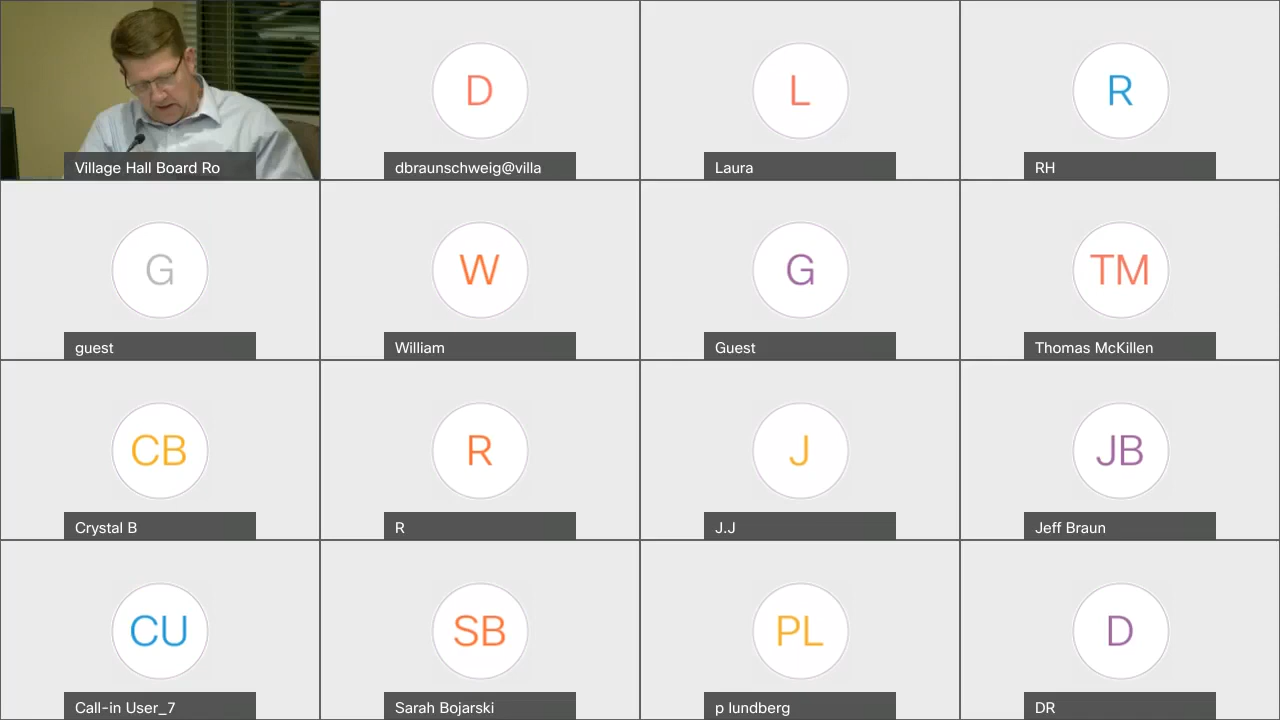 Village Hall Board Ro
D
dbraunschweig@villa
L
Laura
R
RH
G
guest
W
William
G
Guest
TM
Thomas McKillen
CB
Crystal B
R
R
J
J.J
JB
Jeff Braun
CU
Call-in User_7
SB
Sarah Bojarski
PL
p lundberg
D
DR